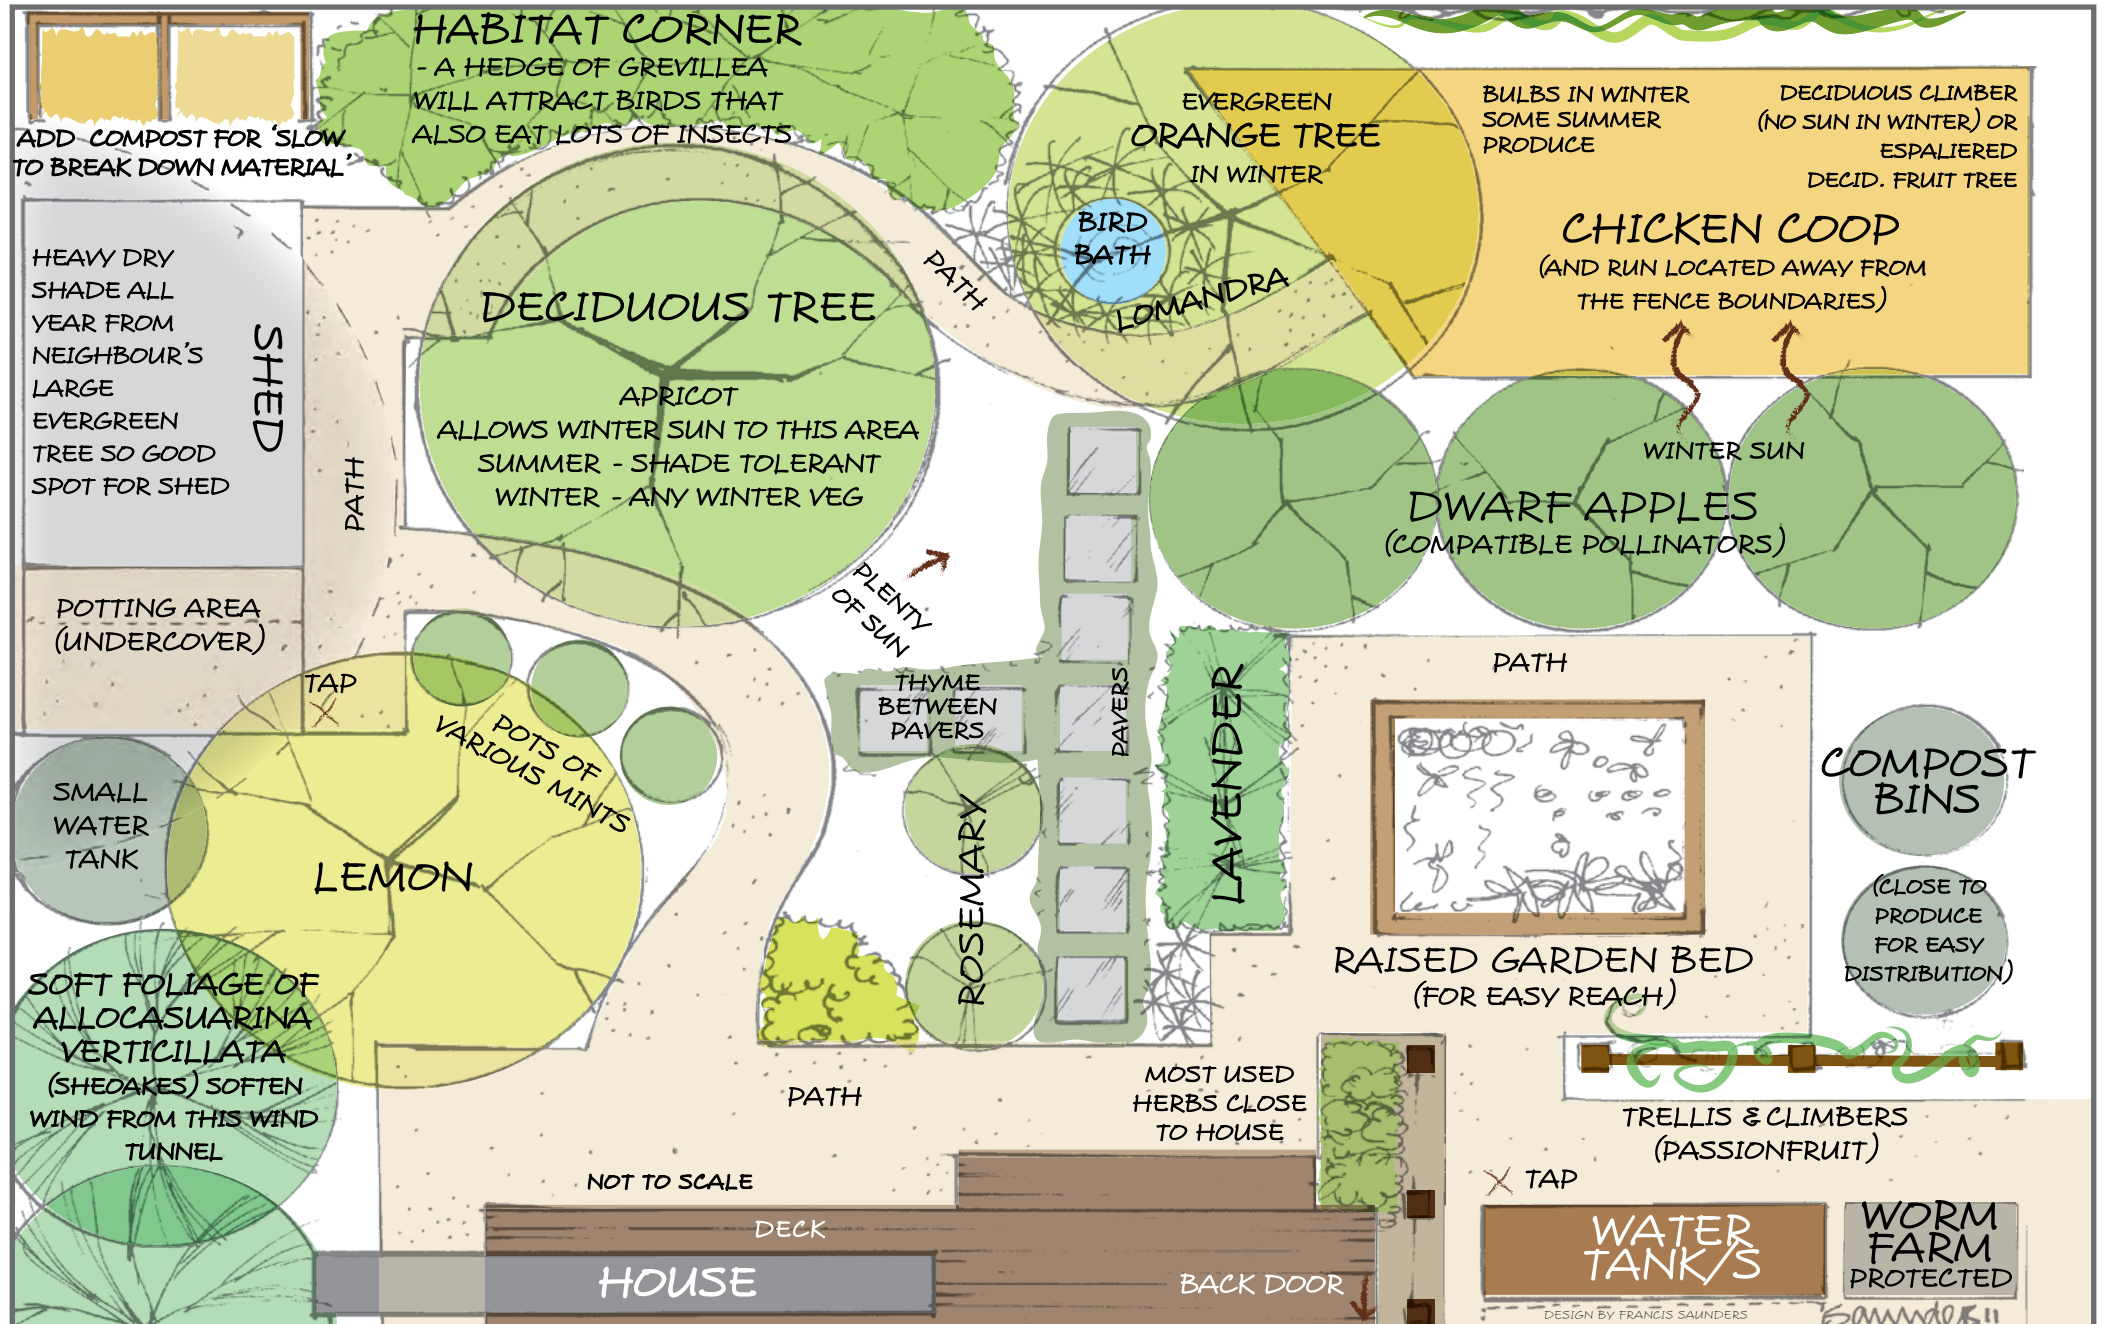 HABITAT CORNER
- A HEDGE OF GREVILLEA
WILL ATTRACT BIRDS THAT
ALSO EAT LOTS OF INSECTS
ADD COMPOST FOR 'SLOW
TO BREAK DOWN MATERIAL'
EVERGREEN
ORANGE TREE
IN WINTER
BULBS IN WINTER
SOME SUMMER
PRODUCE
DECIDUOUS CLIMBER
(NO SUN IN WINTER) OR
ESPALIERED
DECID. FRUIT TREE
CHICKEN COOP
(AND RUN LOCATED AWAY FROM
THE FENCE BOUNDARIES)
BIRD
BATH
LOMANDRA
PATH
HEAVY DRY
SHADE ALL
YEAR FROM
NEIGHBOUR'S
LARGE
EVERGREEN
TREE SO GOOD
SPOT FOR SHED
SHED
PATH
DECIDUOUS TREE
APRICOT
ALLOWS WINTER SUN TO THIS AREA
SUMMER - SHADE TOLERANT
WINTER - ANY WINTER VEG
WINTER SUN
DWARF APPLES
(COMPATIBLE POLLINATORS)
PLENTY
OF SUN
POTTING AREA
(UNDERCOVER)
TAP
POTS OF
VARIOUS MINTS
THYME
BETWEEN
PAVERS
PAVERS
LAVENDER
PATH
COMPOST
BINS
(CLOSE TO
PRODUCE
FOR EASY
DISTRIBUTION)
SMALL
WATER
TANK
LEMON
ROSEMARY
RAISED GARDEN BED
(FOR EASY REACH)
SOFT FOLIAGE OF
ALLOCASUARINA
VERTICILLATA
(SHEOAKES) SOFTEN
WIND FROM THIS WIND
TUNNEL
PATH
MOST USED
HERBS CLOSE
TO HOUSE
TRELLIS & CLIMBERS
(PASSIONFRUIT)
NOT TO SCALE
TAP
DECK
HOUSE
BACK DOOR
WATER
TANK/S
WORM
FARM
PROTECTED
DESIGN BY FRANCIS SAUNDERS